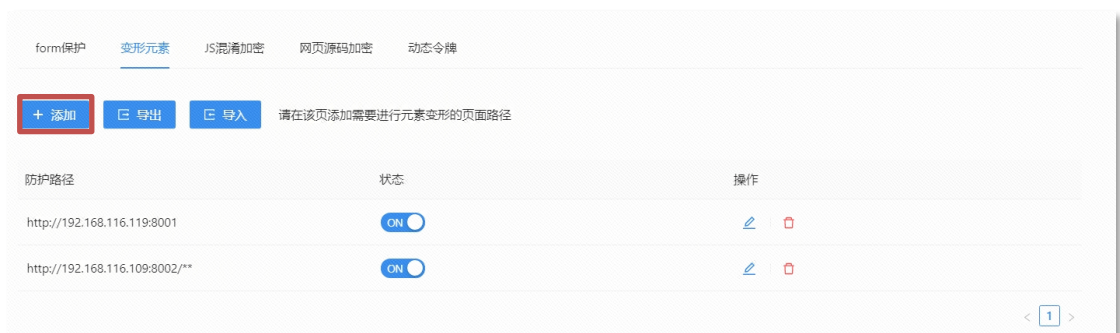 form保护 变形元素 JS混淆加密 网页源码加密 动态令牌
+ 添加 导出 导入 请在该页添加需要进行元素变形的页面路径
防护路径 状态 操作
http://192.168.116.119:8001 ON
http://192.168.116.109:8002/** ON
< 1 >